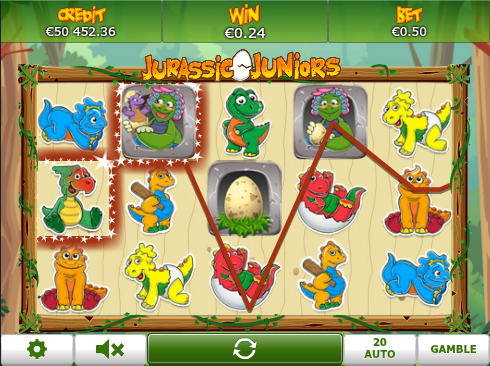 CREDIT
€50 452.36
WIN
€0.24
BET
€0.50
JURASSIC JUNIORS
20
AUTO
GAMBLE